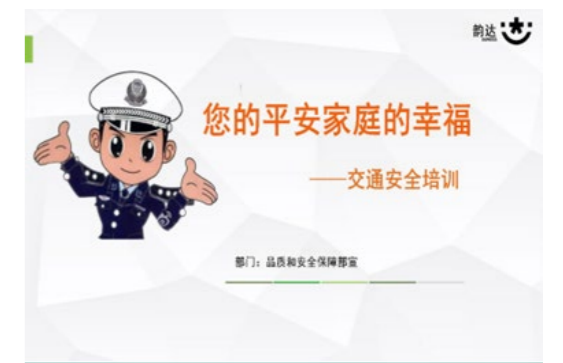 韵达
您的平安家庭的幸福
——交通安全培训
部门：品质和安全保障部宣